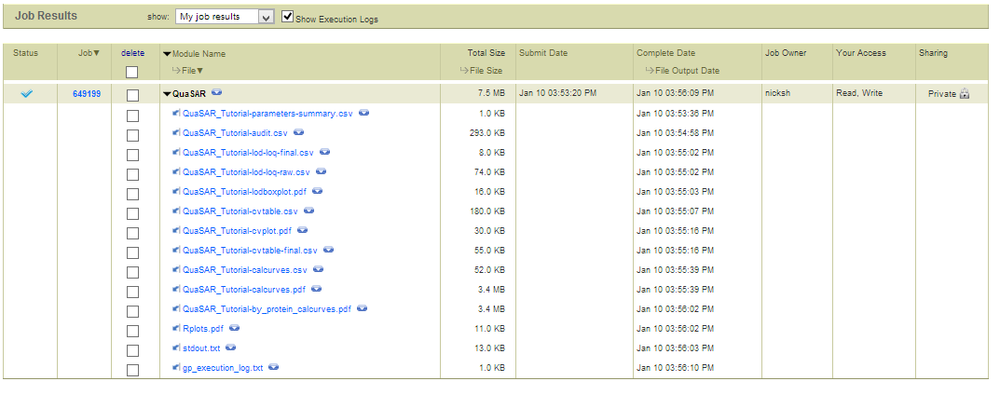 Job Results show: My job results Show Execution Logs
Status Job▼ delete ▼Module Name Total Size Submit Date Complete Date Job Owner Your Access Sharing
↪File▼ ↪File Size ↪File Output Date
649199 ▼QuaSAR 7.5 MB Jan 10 03:53:20 PM Jan 10 03:56:09 PM nicksh Read, Write Private
QuaSAR_Tutorial-parameters-summary.csv 1.0 KB Jan 10 03:53:36 PM
QuaSAR_Tutorial-audit.csv 293.0 KB Jan 10 03:54:58 PM
QuaSAR_Tutorial-lod-loq-final.csv 8.0 KB Jan 10 03:55:02 PM
QuaSAR_Tutorial-lod-loq-raw.csv 74.0 KB Jan 10 03:55:02 PM
QuaSAR_Tutorial-lodboxplot.pdf 16.0 KB Jan 10 03:55:03 PM
QuaSAR_Tutorial-cvtable.csv 180.0 KB Jan 10 03:55:07 PM
QuaSAR_Tutorial-cvplot.pdf 30.0 KB Jan 10 03:55:16 PM
QuaSAR_Tutorial-cvtable-final.csv 55.0 KB Jan 10 03:55:16 PM
QuaSAR_Tutorial-calcurves.csv 52.0 KB Jan 10 03:55:39 PM
QuaSAR_Tutorial-calcurves.pdf 3.4 MB Jan 10 03:55:39 PM
QuaSAR_Tutorial-by_protein_calcurves.pdf 3.4 MB Jan 10 03:56:02 PM
Rplots.pdf 11.0 KB Jan 10 03:56:02 PM
stdout.txt 13.0 KB Jan 10 03:56:03 PM
gp_execution_log.txt 1.0 KB Jan 10 03:56:10 PM